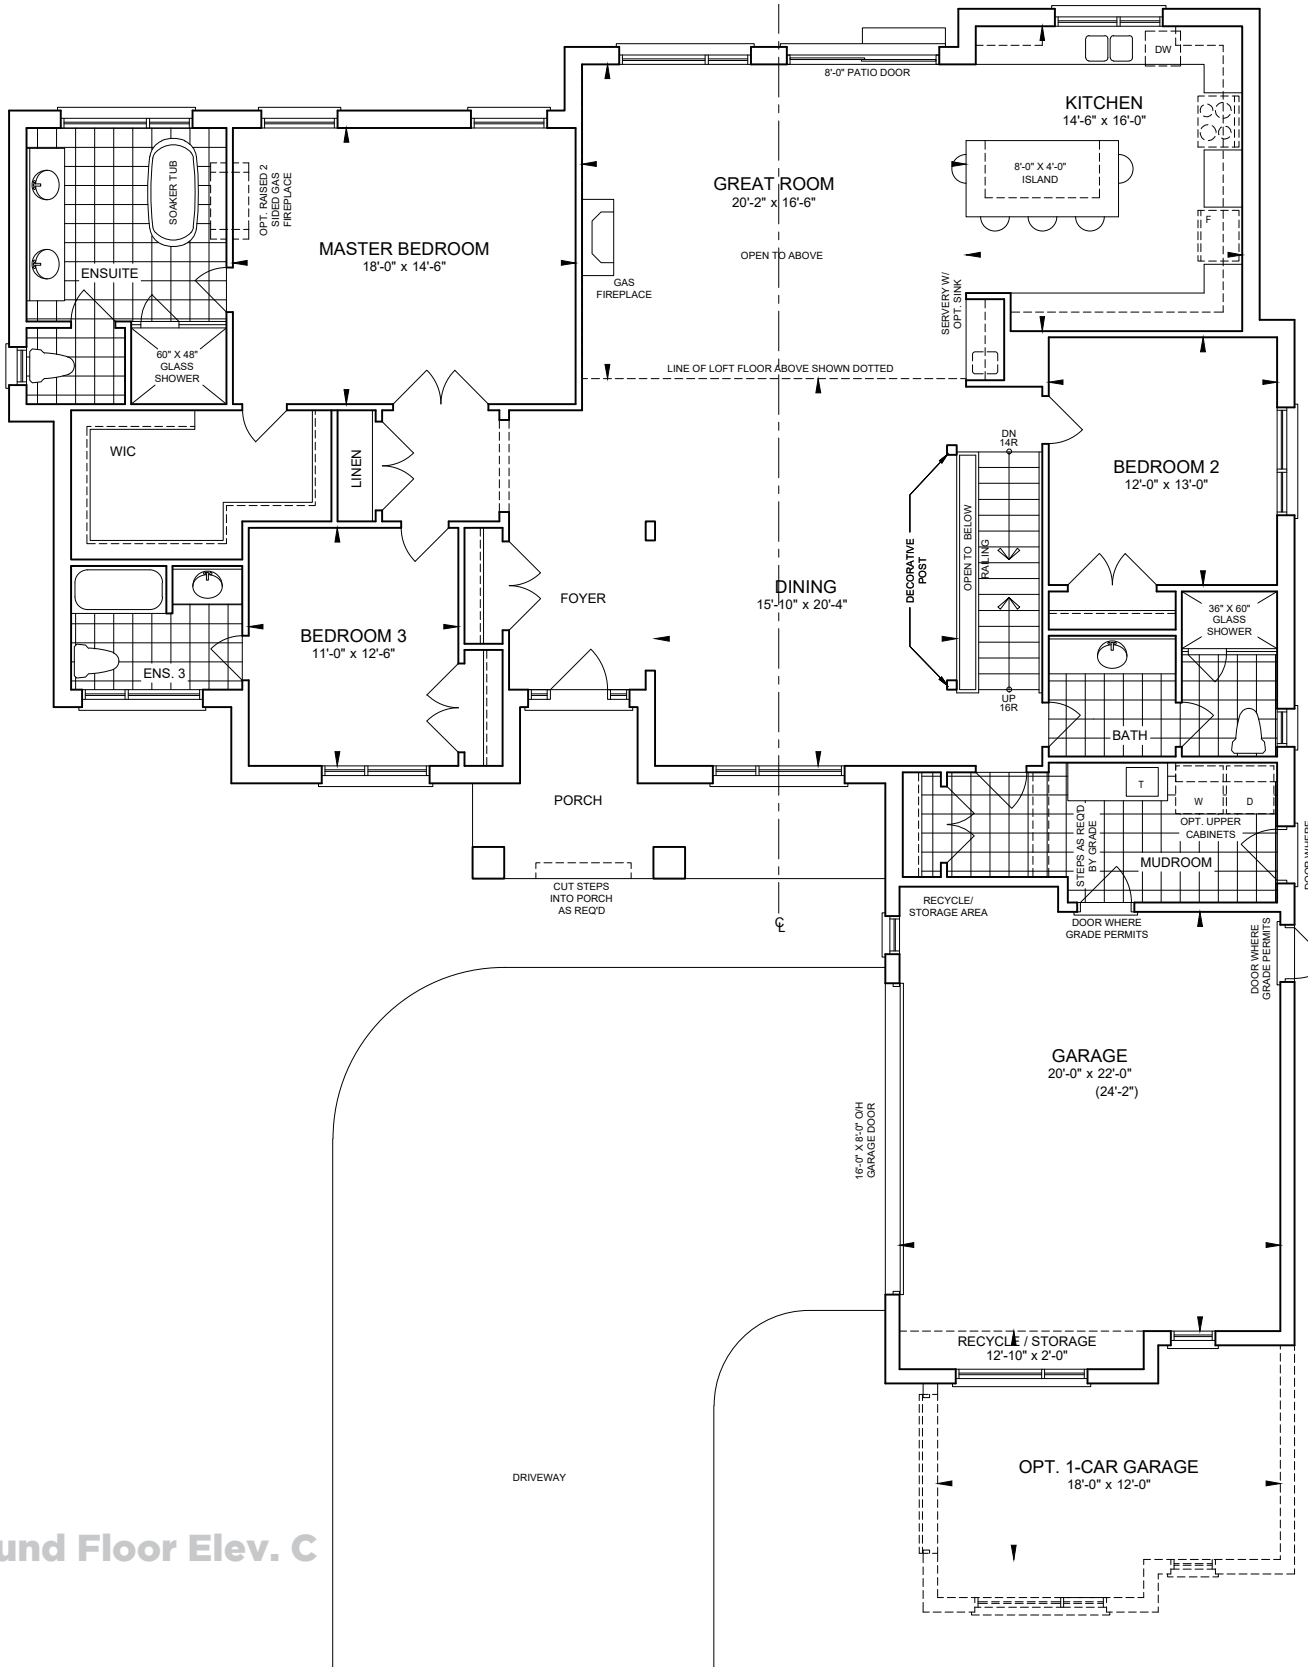 8'-0" PATIO DOOR
DW
KITCHEN
14'-6" x 16'-0"
8'-0" X 4'-0"
ISLAND
F
GREAT ROOM
20'-2" x 16'-6"
OPEN TO ABOVE
GAS
FIREPLACE
SERVERY W/
OPT. SINK
LINE OF LOFT FLOOR ABOVE SHOWN DOTTED
SOAKER TUB
OPT. RAISED 2
SIDED GAS
FIREPLACE
MASTER BEDROOM
18'-0" x 14'-6"
ENSUITE
60" X 48"
GLASS
SHOWER
WIC
LINEN
DN
14R
BEDROOM 2
12'-0" x 13'-0"
DECORATIVE
POST
OPEN TO BELOW
RAILING
UP
16R
DINING
15'-10" x 20'-4"
FOYER
BEDROOM 3
11'-0" x 12'-6"
ENS. 3
36" X 60"
GLASS
SHOWER
BATH
PORCH
CUT STEPS
INTO PORCH
AS REQ'D
T
W
D
OPT. UPPER
CABINETS
STEPS AS REQ'D
BY GRADE
MUDROOM
DOOR WHERE
RECYCLE/
STORAGE AREA
DOOR WHERE
GRADE PERMITS
DOOR WHERE
GRADE PERMITS
℄
GARAGE
20'-0" x 22'-0"
(24'-2")
16'-0" X 8'-0" O/H
GARAGE DOOR
RECYCLE / STORAGE
12'-10" x 2'-0"
OPT. 1-CAR GARAGE
18'-0" x 12'-0"
DRIVEWAY
und Floor Elev. C